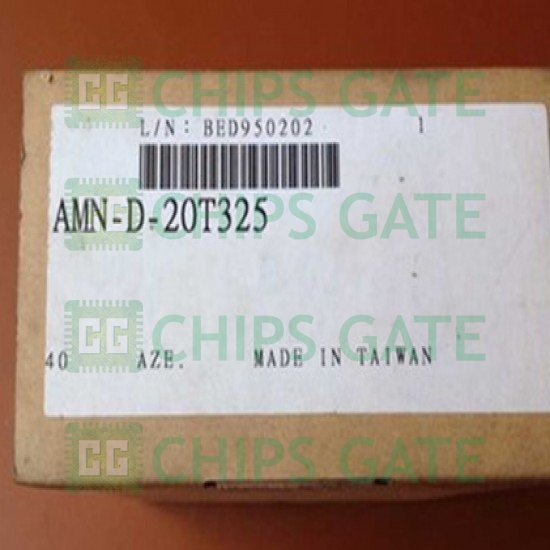 CHIPS GATE
L/N: BED950202 1
AMN-D-20T325
CHIPS GATE
CHIPS GATE
40 AZE. MADE IN TAIWAN
CHIPS GATE